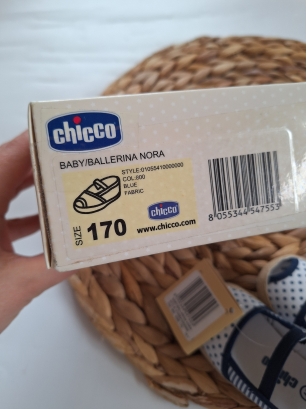 chicco
BABY/BALLERINA NORA
STYLE:01055410000000
COL:800
BLUE
FABRIC
SIZE 170
chicco
www.chicco.com
8 055344 547553
chicco